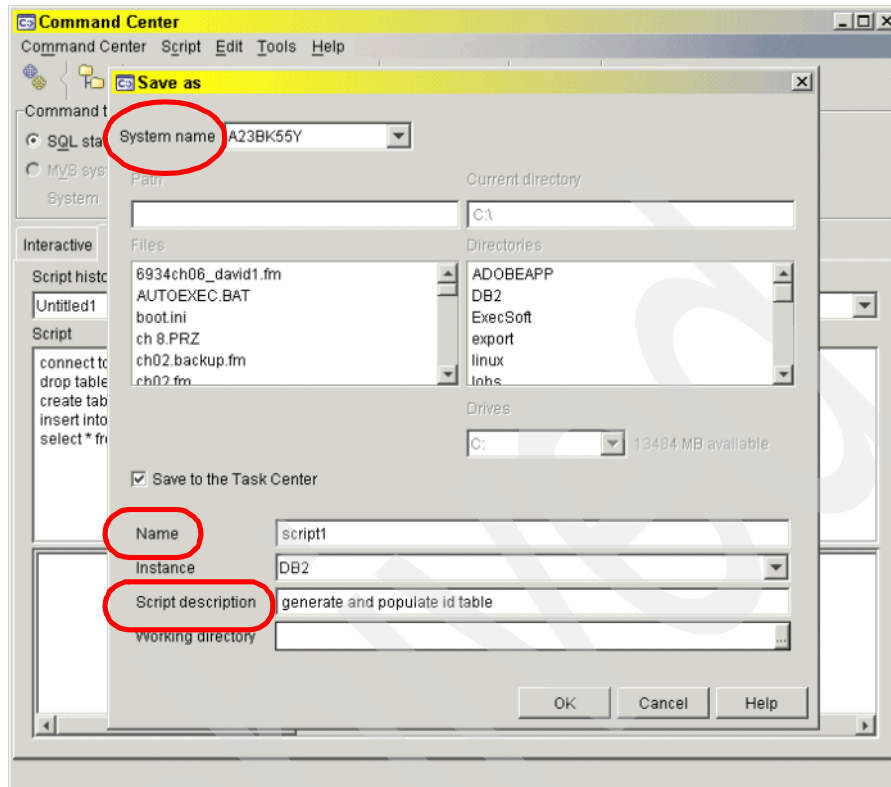 Command Center
Command Center Script Edit Tools Help
Save as
Command t
System name A23BK55Y
SQL sta
MVS sys
Path Current directory
System
C:\
Interactive
Files Directories
6934ch06_david1.fm ADOBEAPP
AUTOEXEC.BAT DB2
boot.ini ExecSoft
ch 8.PRZ export
ch02.backup.fm linux
ch02.fm lobs
Script histo
Untitled1
Script
connect to
drop table
create tab
insert into
select * fr
Drives
C: 13484 MB available
Save to the Task Center
Name script1
Instance DB2
Script description generate and populate id table
Working directory ...
OK Cancel Help